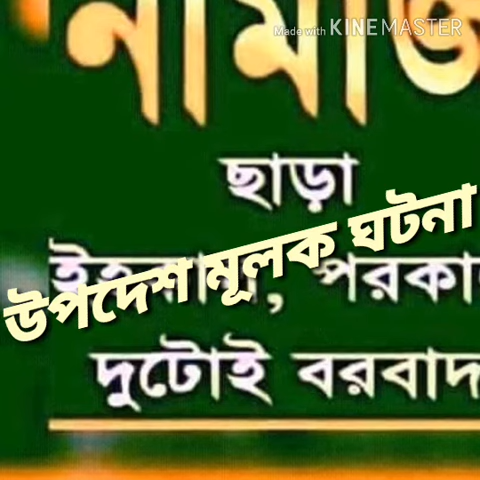 Made with KINEMASTER
নামাজ
ছাড়া
উপদেশ মূলক ঘটনা
দুটোই বরবাদ